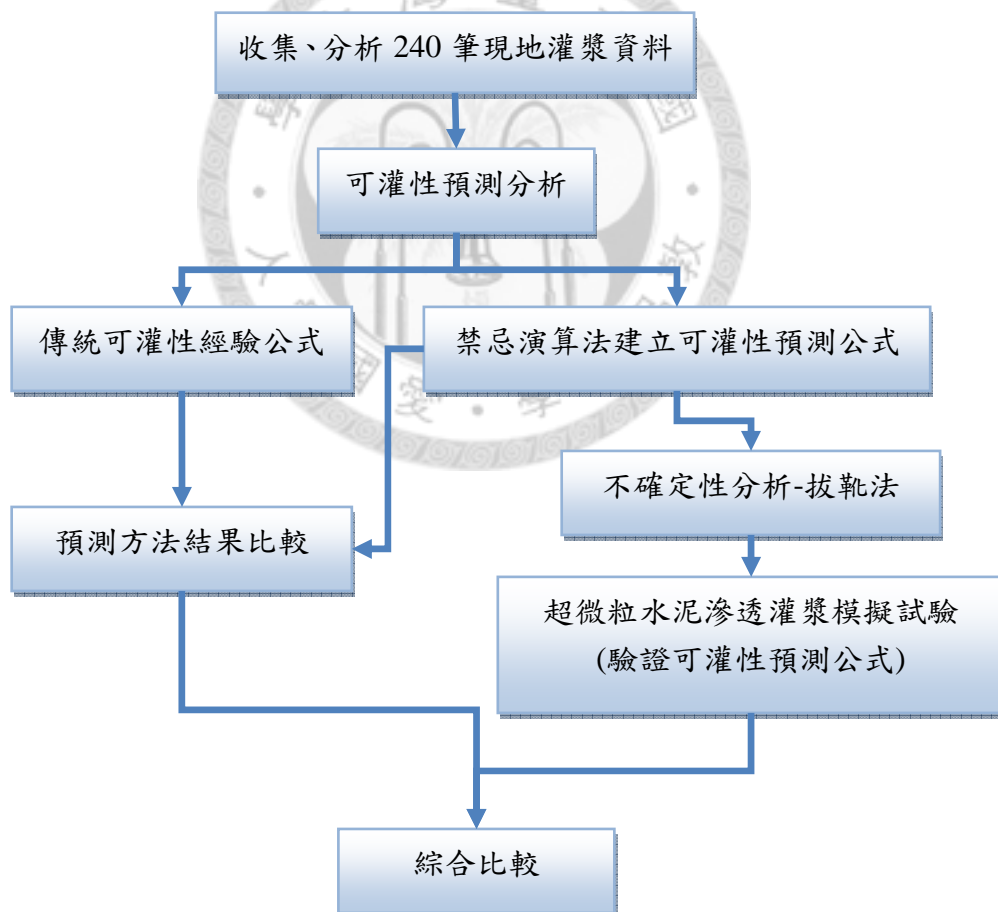 收集、分析 240 筆現地灌漿資料
可灌性預測分析
傳統可灌性經驗公式
禁忌演算法建立可灌性預測公式
不確定性分析-拔靴法
預測方法結果比較
超微粒水泥滲透灌漿模擬試驗
(驗證可灌性預測公式)
綜合比較